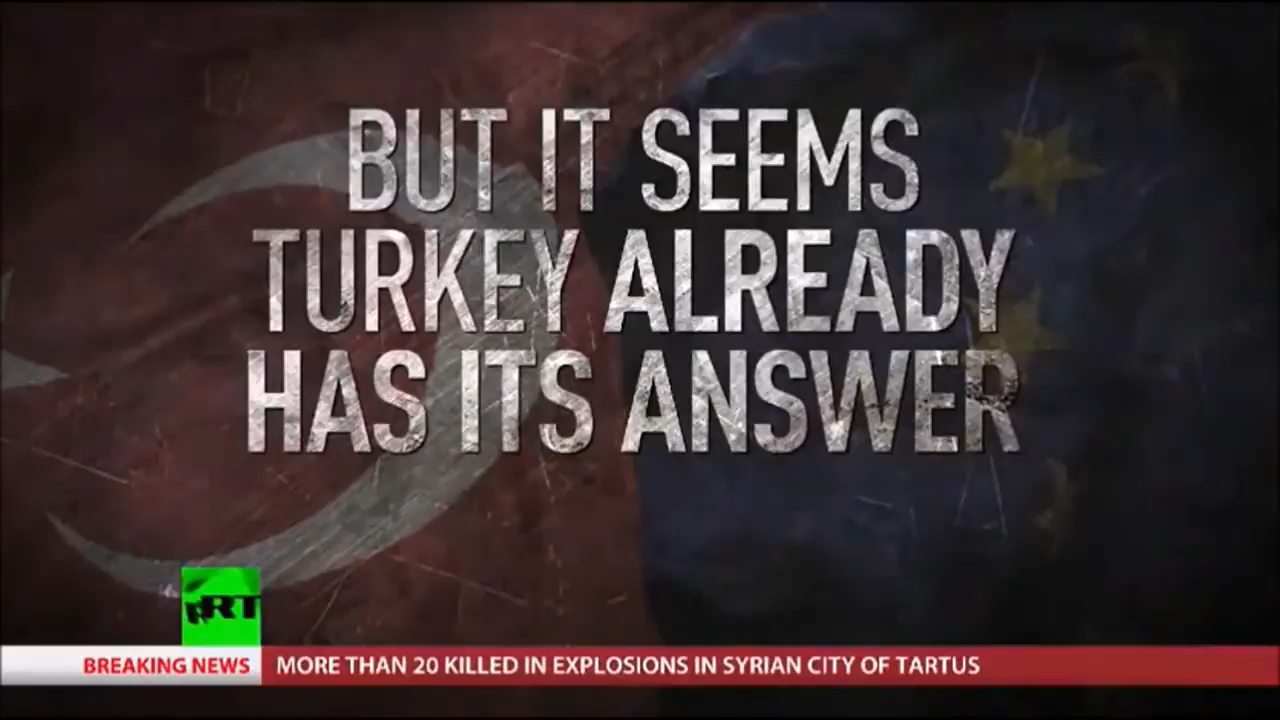 BUT IT SEEMS
TURKEY ALREADY
HAS ITS ANSWER
RT
BREAKING NEWS
MORE THAN 20 KILLED IN EXPLOSIONS IN SYRIAN CITY OF TARTUS